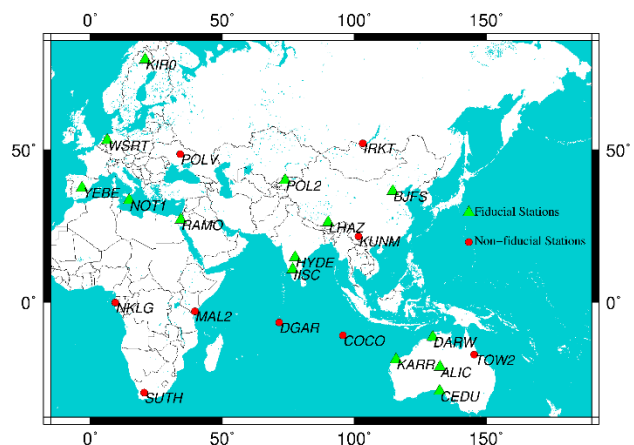 0° 50° 100° 150°
KIR0
WSRT
POLV
IRKT
50°
50°
YEBE
POL2
BJFS
NOT1
Fiducial Stations
RAMO
LHAZ
KUNM
Non-fiducial Stations
HYDE
IISC
0°
NKLG
MAL2
DGAR
COCO
DARW
0°
KARR
ALIC
TOW2
SUTH
CEDU
0° 50° 100° 150°